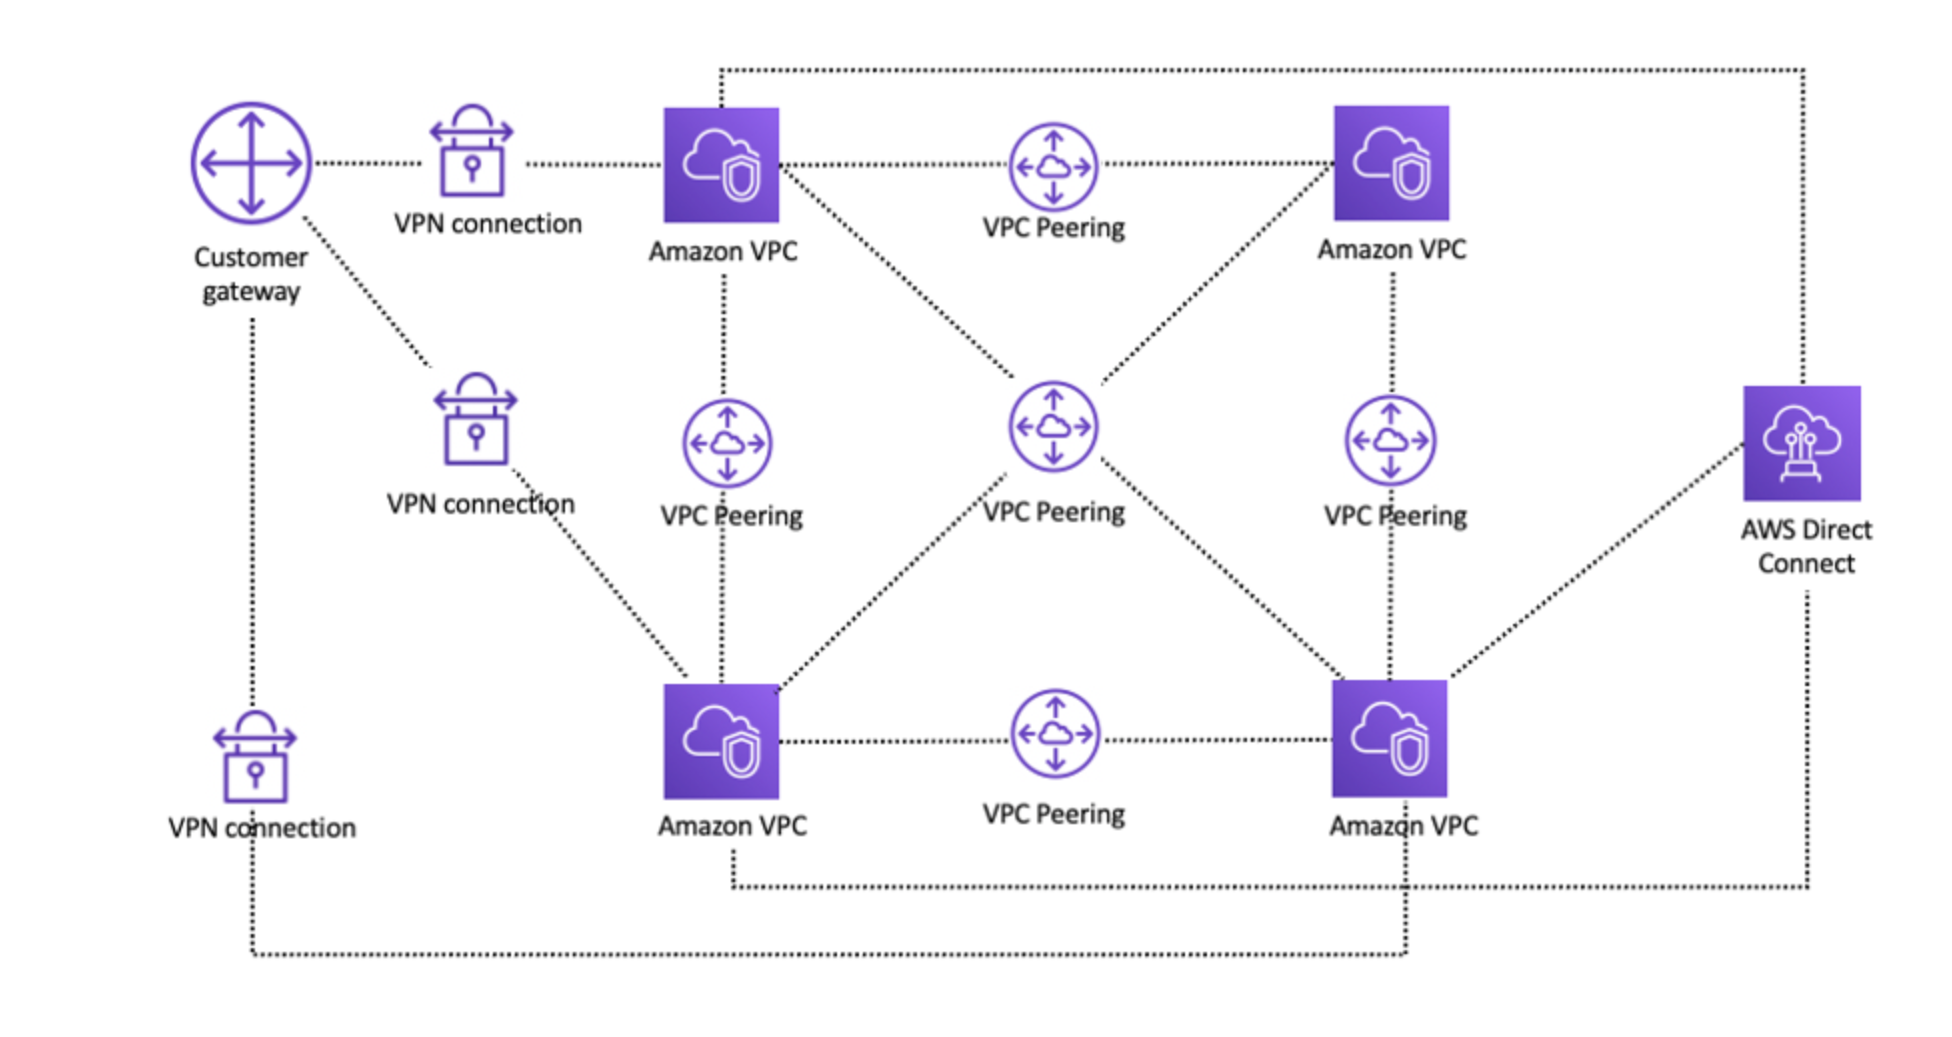 VPN connection
VPC Peering
Amazon VPC
Amazon VPC
Customer
gateway
VPN connection
VPC Peering
VPC Peering
VPC Peering
AWS Direct
Connect
VPN connection
Amazon VPC
VPC Peering
Amazon VPC